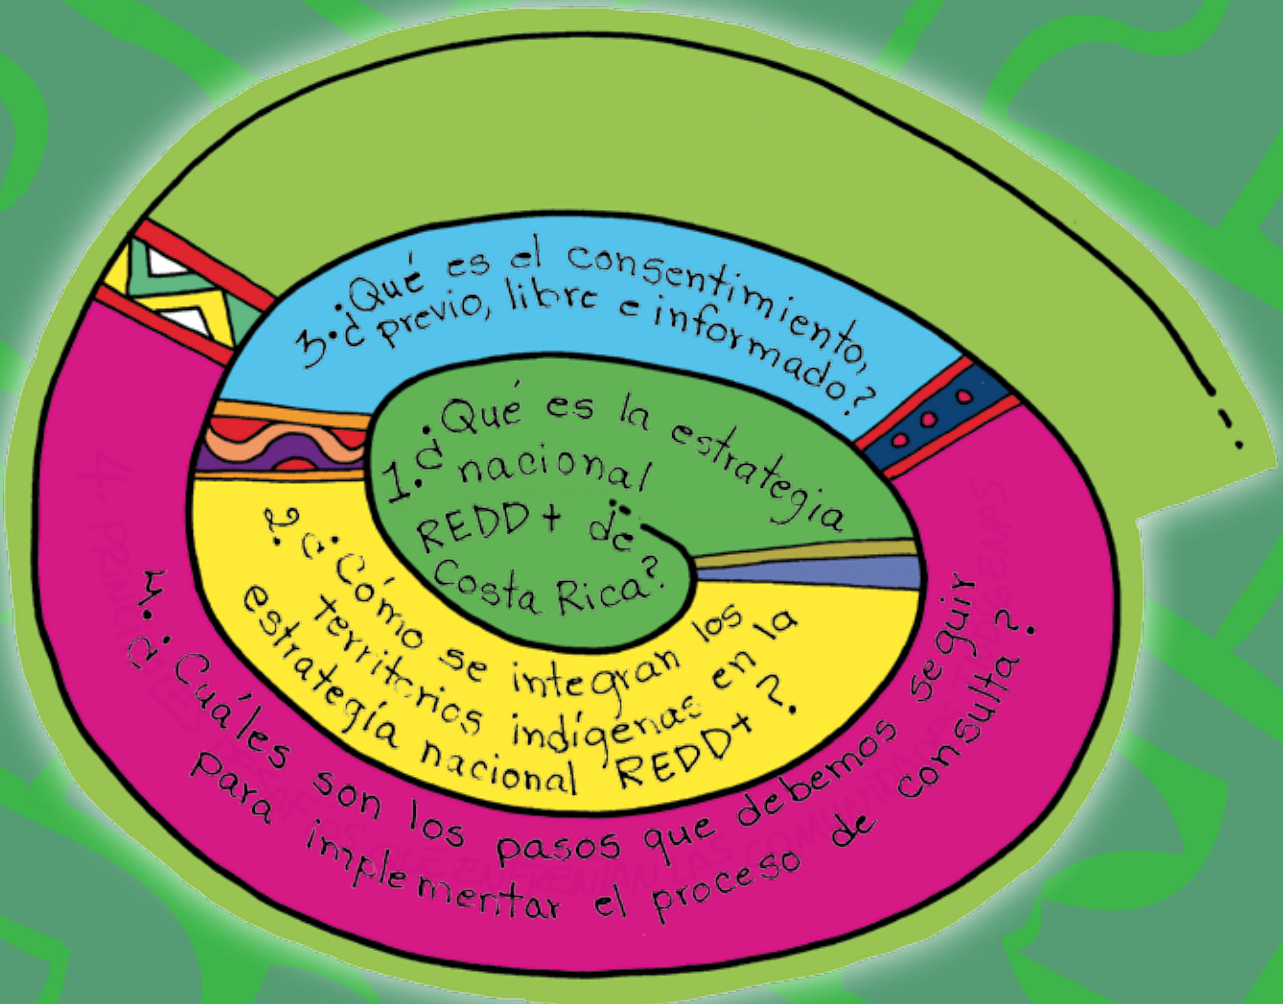 1. ¿Qué es la estrategia
nacional
REDD+ de
Costa Rica?
2. ¿Cómo se integran los
territorios indígenas en la
estrategia nacional REDD+?
3. ¿Qué es el consentimiento,
previo, libre e informado?
4. ¿Cuáles son los pasos que debemos seguir
para implementar el proceso de consulta?